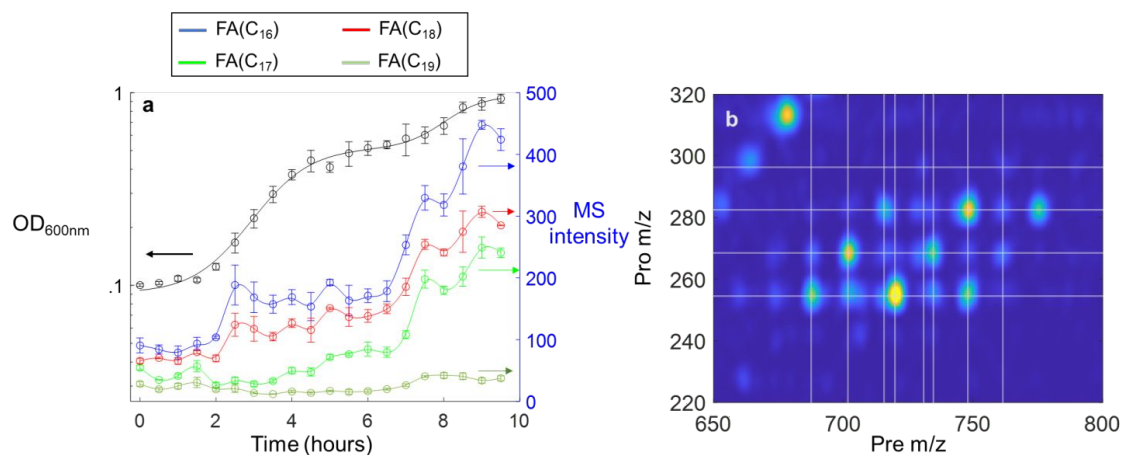 FA(C₁₆) FA(C₁₈)
FA(C₁₇) FA(C₁₉)
a
1
.1
OD₆₀₀ₙₘ
0 2 4 6 8 10
Time (hours)
500
400
300
200
100
0
MS
intensity
b
320
300
280
260
240
220
Pro m/z
650 700 750 800
Pre m/z